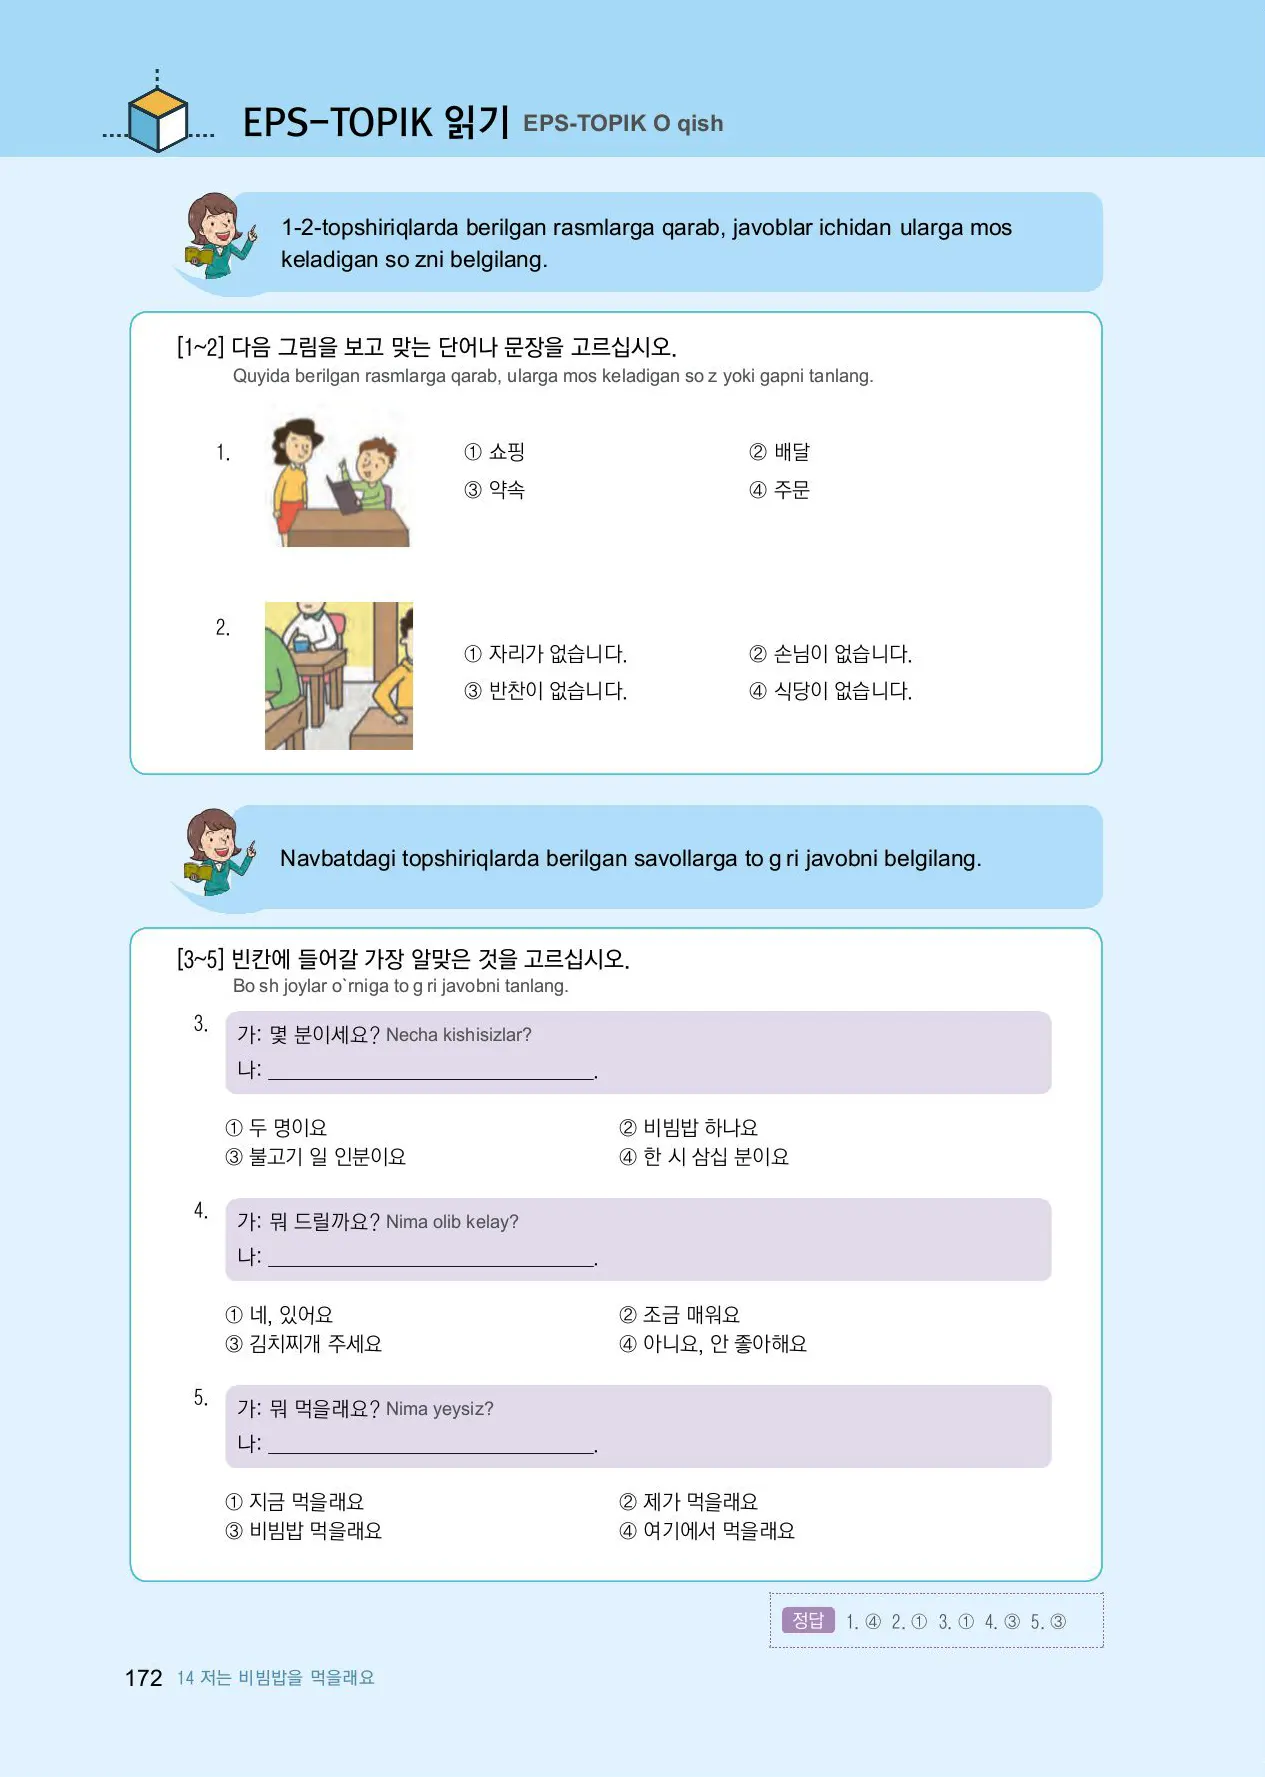 EPS-TOPIK 읽기 EPS-TOPIK O qish
1-2-topshiriqlarda berilgan rasmlarga qarab, javoblar ichidan ularga mos
keladigan so zni belgilang.
[1~2] 다음 그림을 보고 맞는 단어나 문장을 고르십시오.
Quyida berilgan rasmlarga qarab, ularga mos keladigan so z yoki gapni tanlang.
1.
① 쇼핑 ② 배달
③ 약속 ④ 주문
2.
① 자리가 없습니다. ② 손님이 없습니다.
③ 반찬이 없습니다. ④ 식당이 없습니다.
Navbatdagi topshiriqlarda berilgan savollarga to g ri javobni belgilang.
[3~5] 빈칸에 들어갈 가장 알맞은 것을 고르십시오.
Bo sh joylar o`rniga to g ri javobni tanlang.
3. 가: 몇 분이세요? Necha kishisizlar?
나: ______________________________.
① 두 명이요 ② 비빔밥 하나요
③ 불고기 일 인분이요 ④ 한 시 삼십 분이요
4. 가: 뭐 드릴까요? Nima olib kelay?
나: ______________________________.
① 네, 있어요 ② 조금 매워요
③ 김치찌개 주세요 ④ 아니요, 안 좋아해요
5. 가: 뭐 먹을래요? Nima yeysiz?
나: ______________________________.
① 지금 먹을래요 ② 제가 먹을래요
③ 비빔밥 먹을래요 ④ 여기에서 먹을래요
정답 1. ④ 2. ① 3. ① 4. ③ 5. ③
172 14 저는 비빔밥을 먹을래요